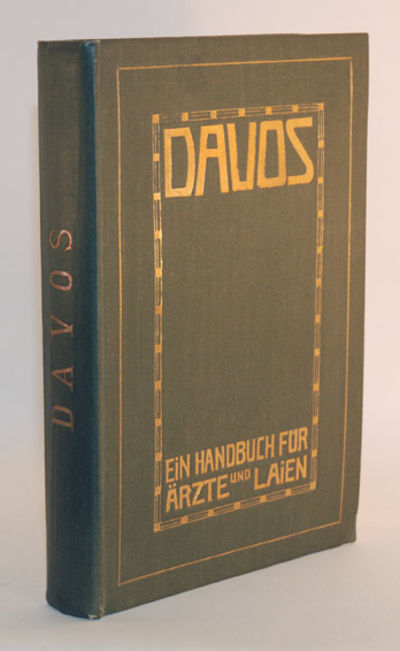 DAVOS
DAVOS
EiN HANDBUCH FÜR
ÄRZTE UND LAiEN